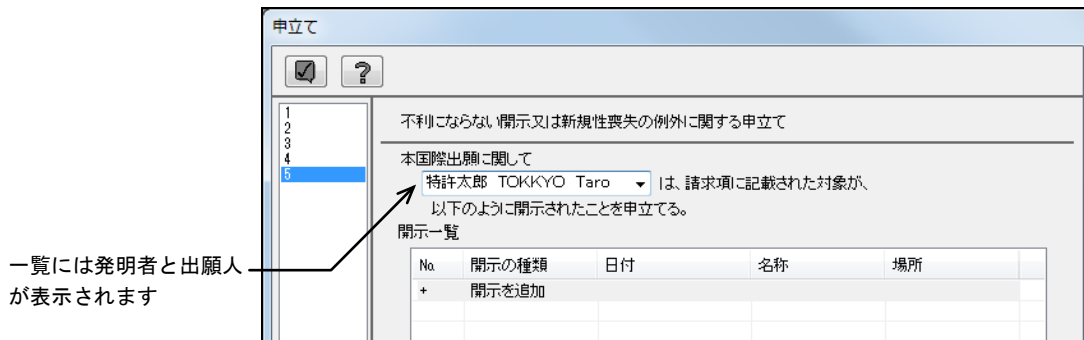 申立て
?
1
2
3
4
5
不利にならない開示又は新規性喪失の例外に関する申立て
本国際出願に関して
特許太郎 TOKKYO Taro は、請求項に記載された対象が、
以下のように開示されたことを申立てる。
開示一覧
No. 開示の種類 日付 名称 場所
+ 開示を追加
一覧には発明者と出願人
が表示されます